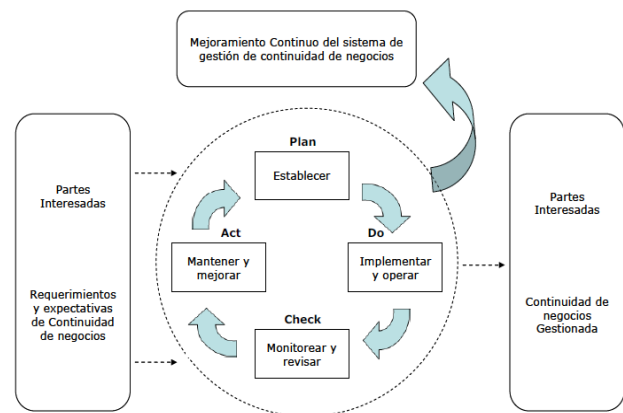 Mejoramiento Continuo del sistema de
gestión de continuidad de negocios
Partes
Interesadas
Requerimientos
y expectativas
de Continuidad
de negocios
Plan
Establecer
Act
Mantener y
mejorar
Do
Implementar
y operar
Check
Monitorear y
revisar
Partes
Interesadas
Continuidad de
negocios
Gestionada